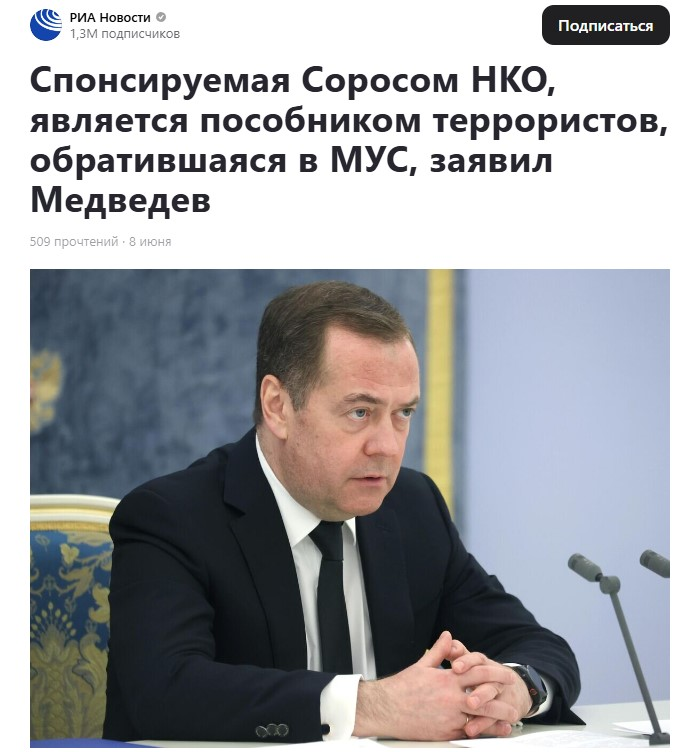 РИА Новости
1,3M подписчиков
Подписаться
Спонсируемая Соросом НКО,
является пособником террористов,
обратившаяся в МУС, заявил
Медведев
509 прочтений · 8 июня